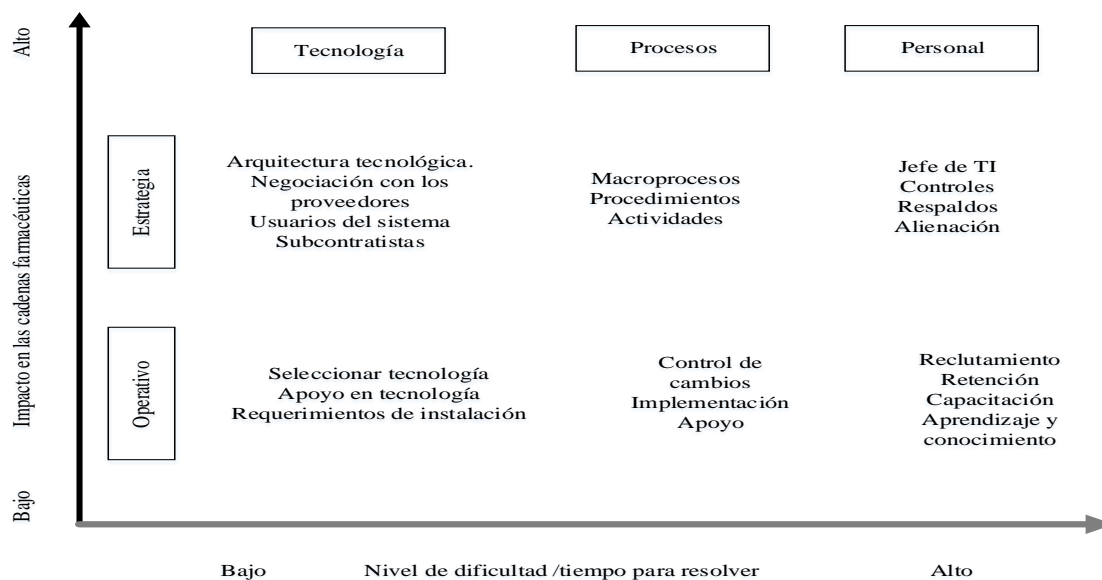 Alto
Tecnología
Procesos
Personal
Impacto en las cadenas farmacéuticas
Estrategia
Arquitectura tecnológica.
Negociación con los
proveedores
Usuarios del sistema
Subcontratistas
Macroprocesos
Procedimientos
Actividades
Jefe de TI
Controles
Respaldos
Alienación
Operativo
Seleccionar tecnología
Apoyo en tecnología
Requerimientos de instalación
Control de
cambios
Implementación
Apoyo
Reclutamiento
Retención
Capacitación
Aprendizaje y
conocimiento
Bajo
Bajo
Nivel de dificultad /tiempo para resolver
Alto